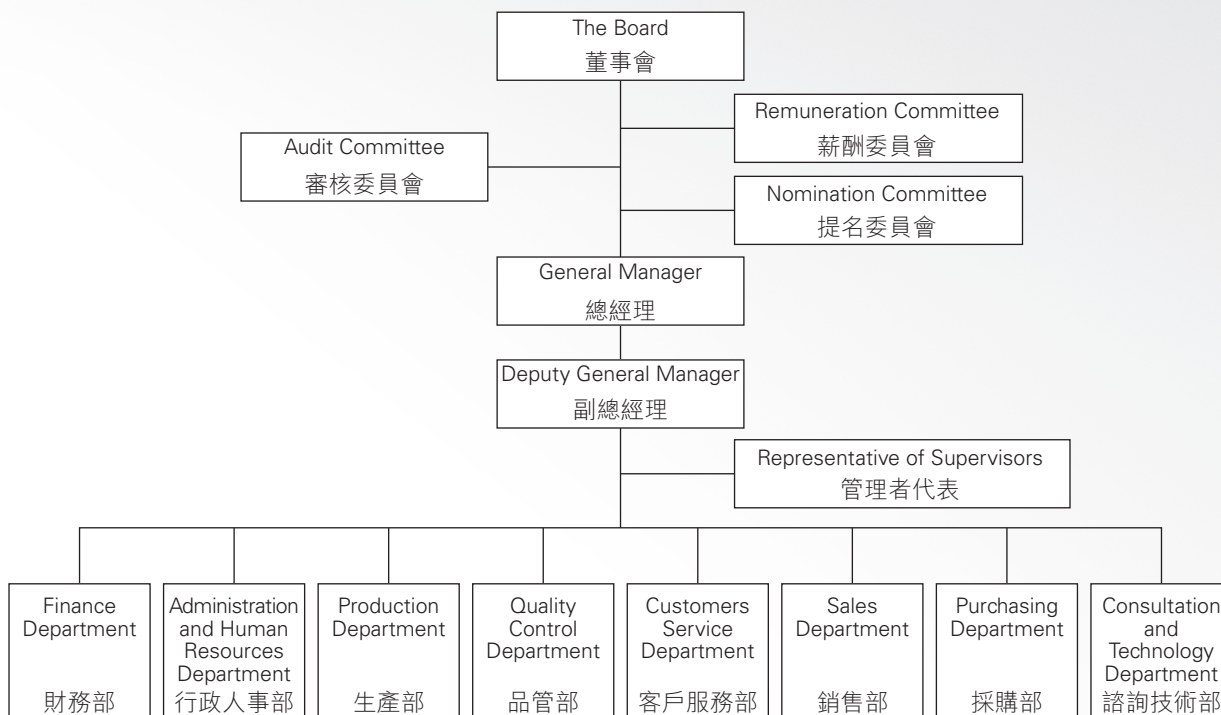 The Board
董事會
Remuneration Committee
薪酬委員會
Audit Committee
審核委員會
Nomination Committee
提名委員會
General Manager
總經理
Deputy General Manager
副總經理
Representative of Supervisors
管理者代表
Finance
Department
財務部
Administration
and Human
Resources
Department
行政人事部
Production
Department
生產部
Quality
Control
Department
品管部
Customers
Service
Department
客戶服務部
Sales
Department
銷售部
Purchasing
Department
採購部
Consultation
and
Technology
Department
諮詢技術部